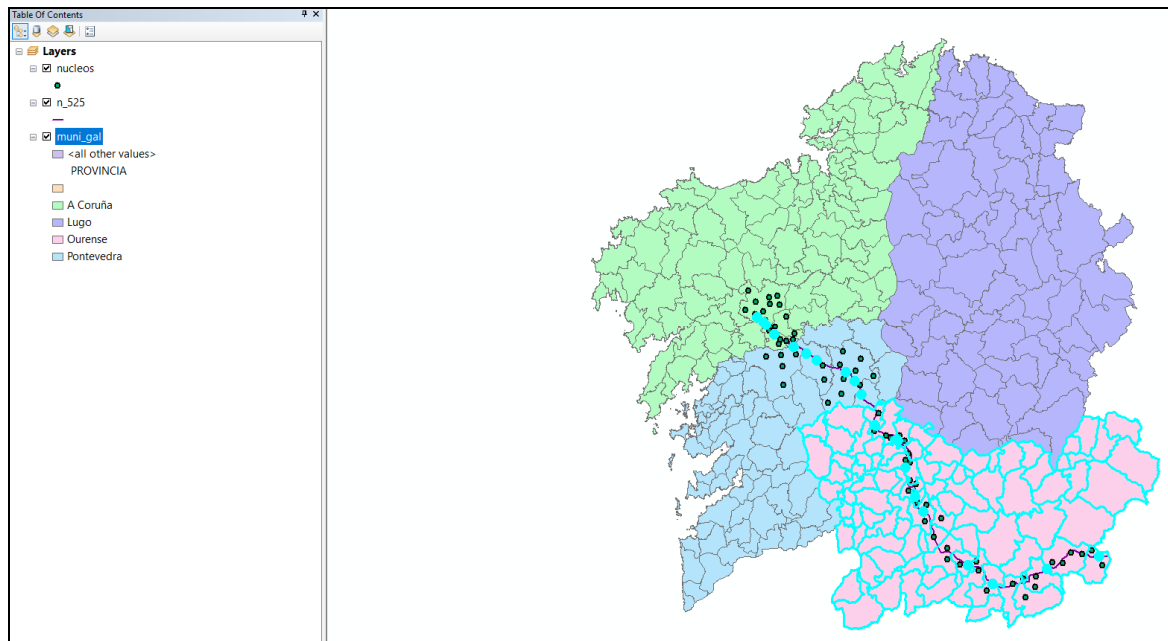 Table Of Contents
Layers
nucleos
n_525
muni_gal
<all other values>
PROVINCIA
A Coruña
Lugo
Ourense
Pontevedra